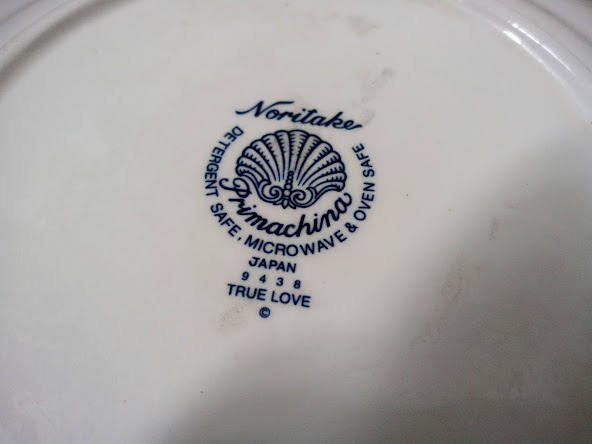 Noritake
Primachina
DETERGENT SAFE, MICROWAVE & OVEN SAFE
JAPAN
9438
TRUE LOVE
©